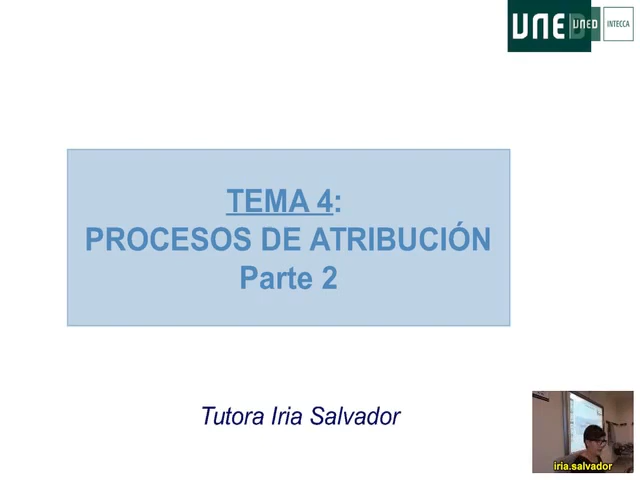 UNED
UNED
INTECCA
TEMA 4:
PROCESOS DE ATRIBUCIÓN
Parte 2
Tutora Iria Salvador
iria.salvador